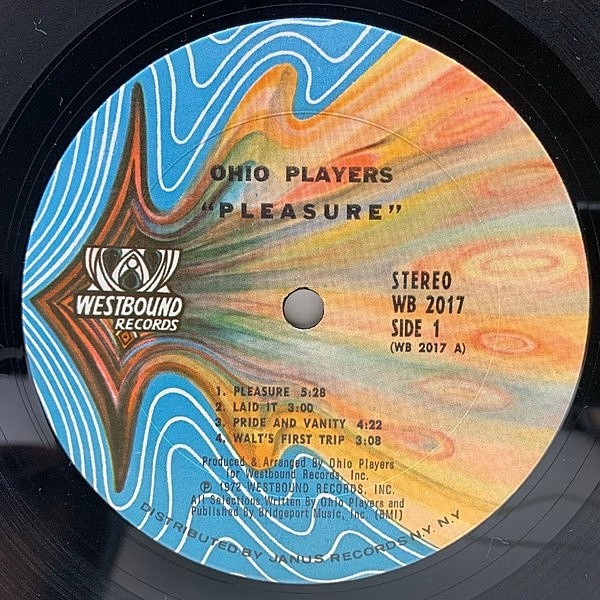 OHIO PLAYERS
"PLEASURE"
WESTBOUND
RECORDS
STEREO
WB 2017
SIDE 1
(WB 2017 A)
1. PLEASURE 5:28
2. LAID IT 3:00
3. PRIDE AND VANITY 4:22
4. WALT'S FIRST TRIP 3:08
Produced & Arranged By Ohio Players
for Westbound Records, Inc.
℗ 1972 WESTBOUND RECORDS, INC.
All Selections Written By Ohio Players and
Published By Bridgeport Music, Inc. (BMI)
DISTRIBUTED BY JANUS RECORDS N.Y. N.Y